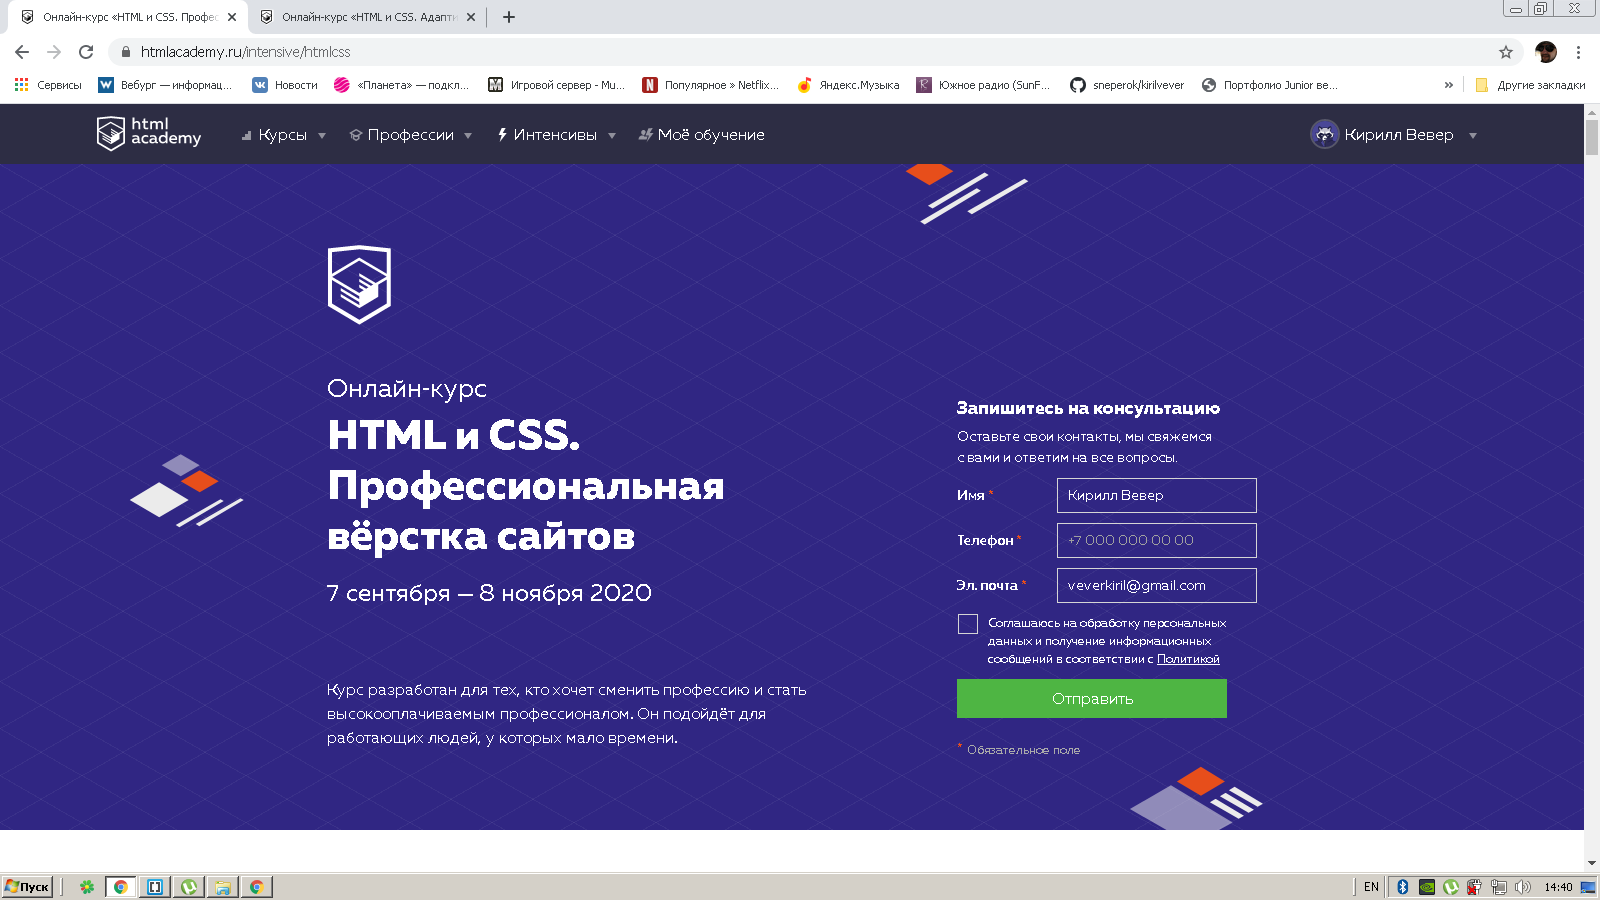 Онлайн-курс «HTML и CSS. Профес
Онлайн-курс «HTML и CSS. Адапти
htmlacademy.ru/intensive/htmlcss
Сервисы
Вебург — информац...
Новости
«Планета» — подкл...
Игровой сервер - Mu...
Популярное » Netflix...
Яндекс.Музыка
Южное радио (SunF...
sneperok/kirilvever
Портфолио Junior ве...
»
Другие закладки
html
academy
Курсы
Профессии
Интенсивы
Моё обучение
Кирилл Вевер
Онлайн-курс
HTML и CSS.
Профессиональная
вёрстка сайтов
7 сентября — 8 ноября 2020
Курс разработан для тех, кто хочет сменить профессию и стать
высокооплачиваемым профессионалом. Он подойдёт для
работающих людей, у которых мало времени.
Запишитесь на консультацию
Оставьте свои контакты, мы свяжемся
с вами и ответим на все вопросы.
Имя *
Кирилл Вевер
Телефон *
+7 000 000 00 00
Эл. почта *
veverkiril@gmail.com
Соглашаюсь на обработку персональных
данных и получение информационных
сообщений в соответствии с Политикой
Отправить
* Обязательное поле
Пуск
EN
14:40